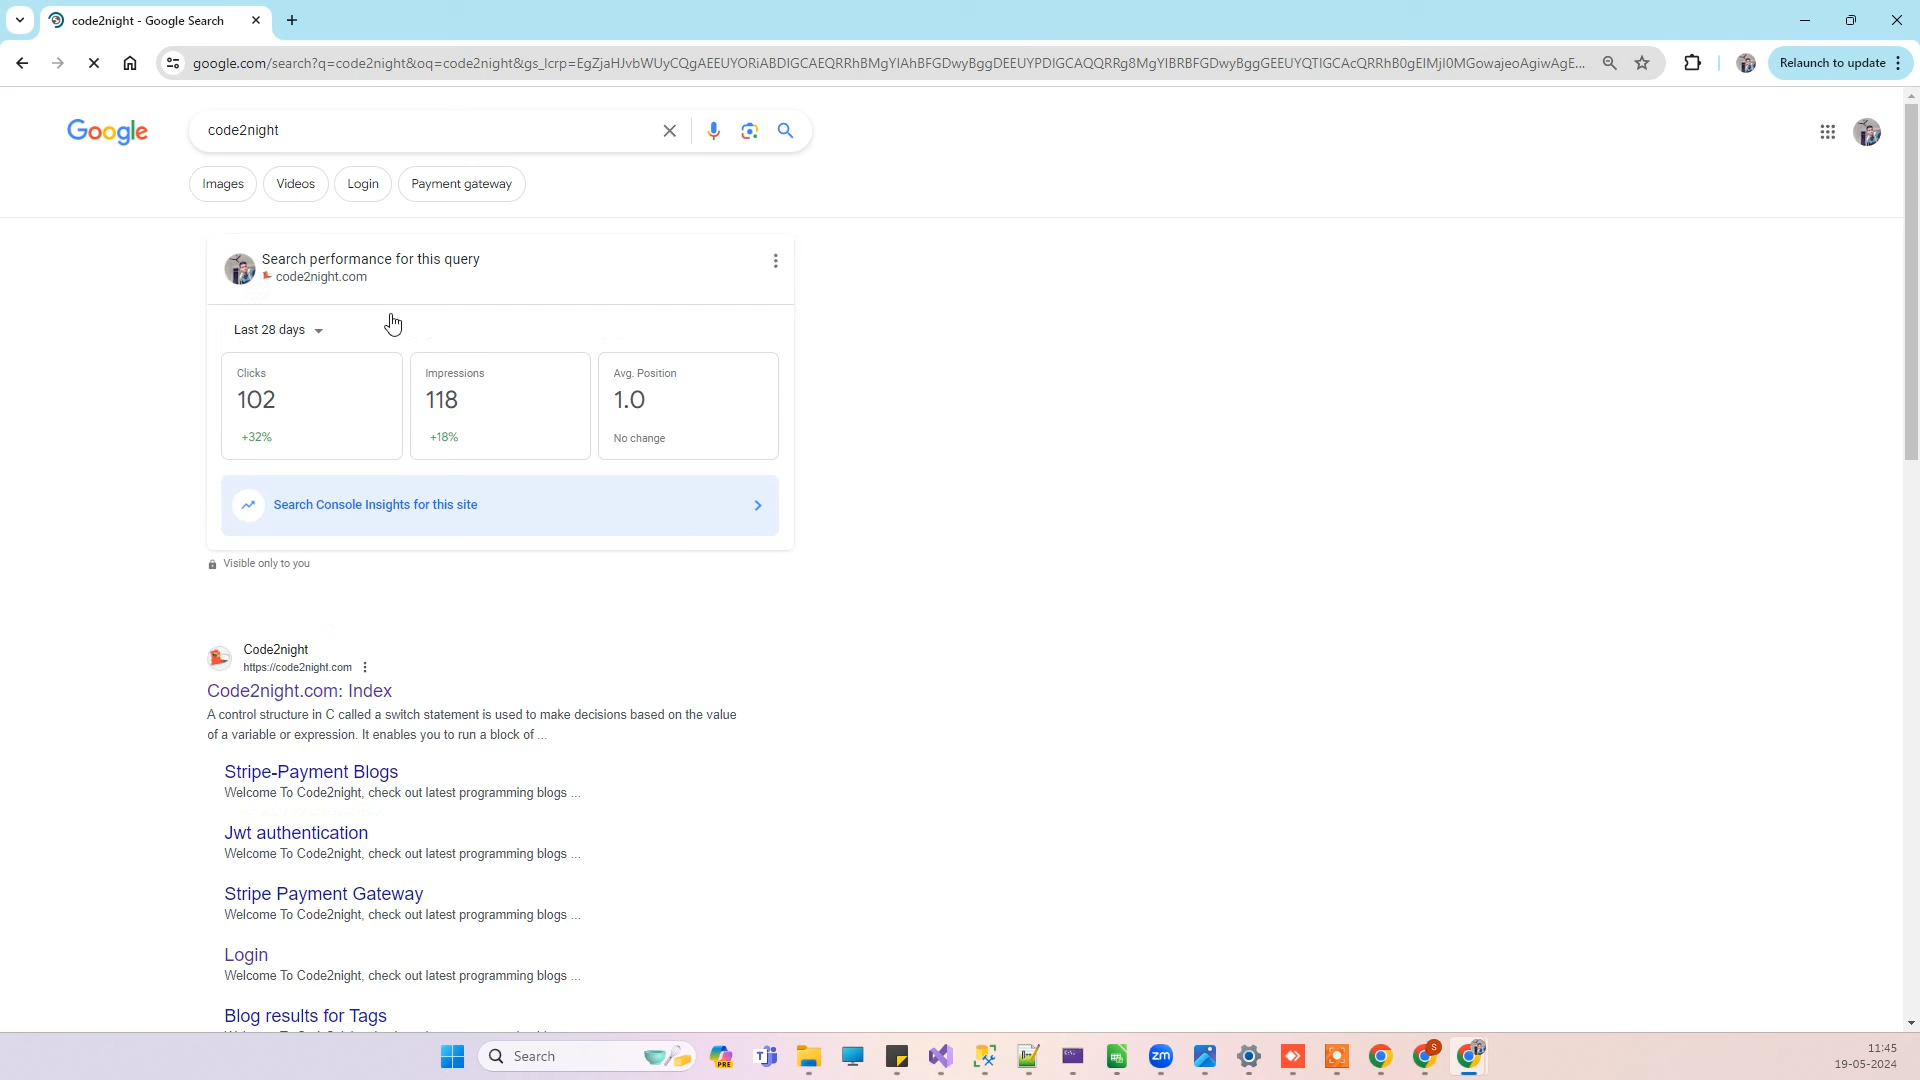 code2night - Google Search
google.com/search?q=code2night&oq=code2night&gs_lcrp=EgZjaHJvbWUyCQgAEEUYORiABDIGCAEQRRhBMgYIAhBFGDwyBggDEEUYPDIGCAQQRRg8MgYIBRBFGDwyBggGEEUYQTIGCAcQRRhB0gEIMjI0MGowajeoAgiwAgE...
Relaunch to update
Google
code2night
Images
Videos
Login
Payment gateway
Search performance for this query
code2night.com
Last 28 days
Clicks
Impressions
Avg. Position
102
118
1.0
+32%
+18%
No change
Search Console Insights for this site
Visible only to you
Code2night
https://code2night.com
Code2night.com: Index
A control structure in C called a switch statement is used to make decisions based on the value
of a variable or expression. It enables you to run a block of ...
Stripe-Payment Blogs
Welcome To Code2night, check out latest programming blogs ...
Jwt authentication
Welcome To Code2night, check out latest programming blogs ...
Stripe Payment Gateway
Welcome To Code2night, check out latest programming blogs ...
Login
Welcome To Code2night, check out latest programming blogs ...
Blog results for Tags
Search
PRE
zm
S
11:45
19-05-2024